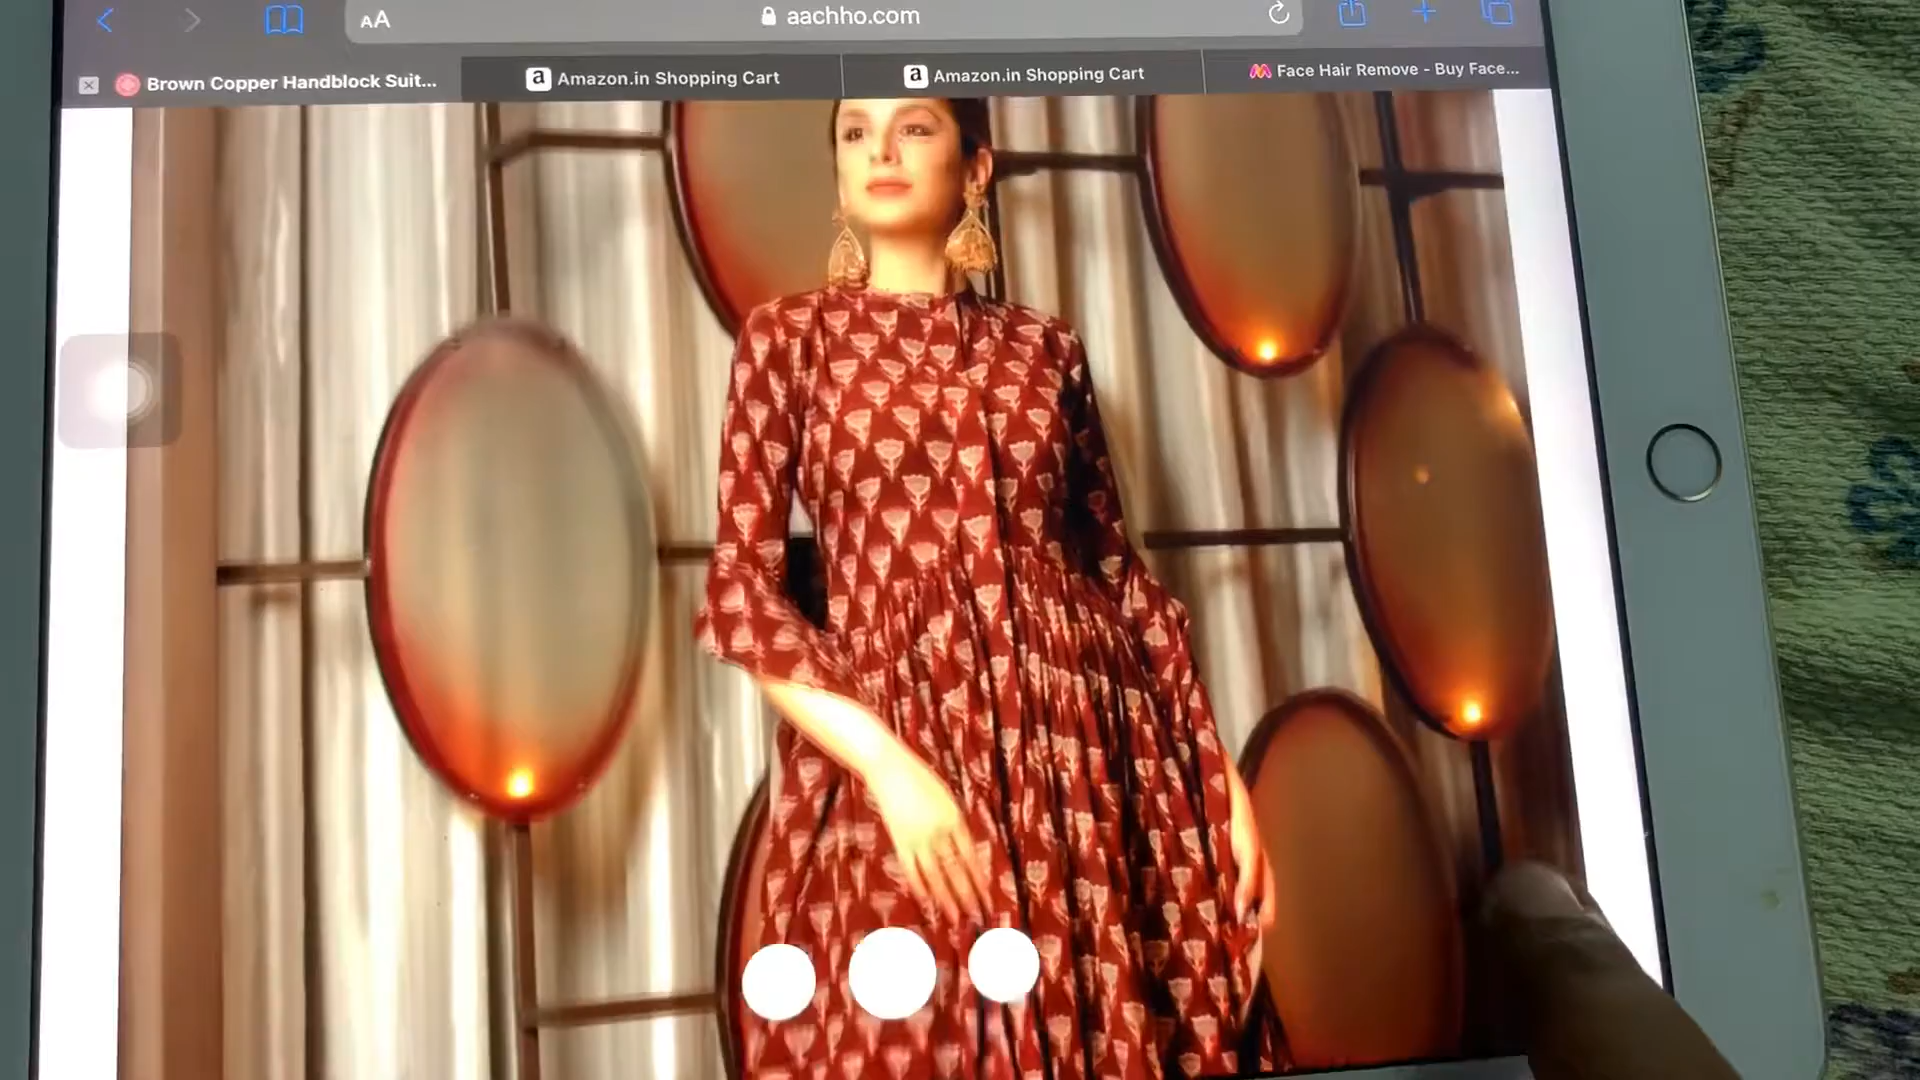 AA
aachho.com
Brown Copper Handblock Suit...
a Amazon.in Shopping Cart
a Amazon.in Shopping Cart
Face Hair Remove - Buy Face...